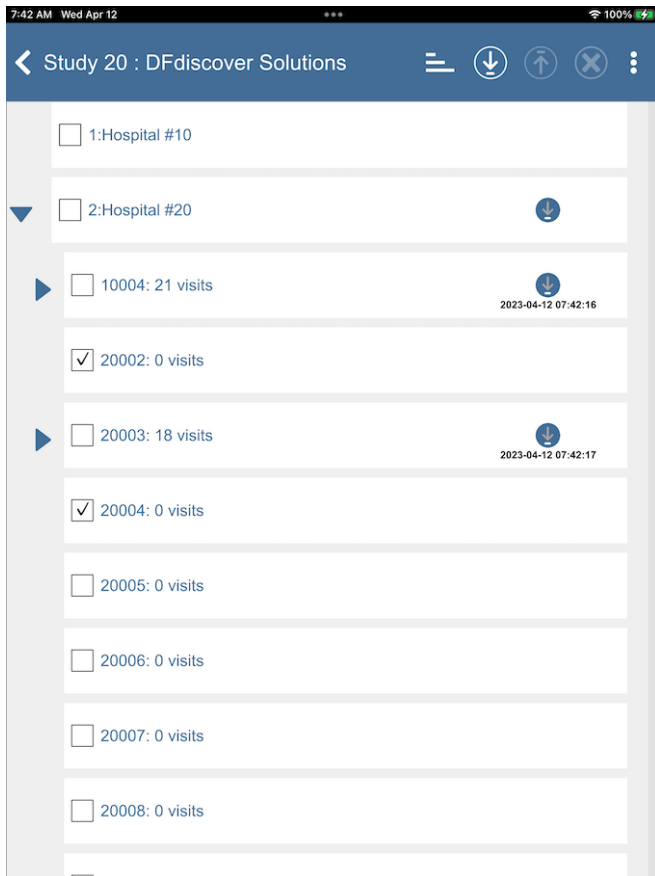 7:42 AM Wed Apr 12 100%
Study 20 : DFdiscover Solutions
1:Hospital #10
2:Hospital #20
10004: 21 visits
2023-04-12 07:42:16
20002: 0 visits
20003: 18 visits
2023-04-12 07:42:17
20004: 0 visits
20005: 0 visits
20006: 0 visits
20007: 0 visits
20008: 0 visits